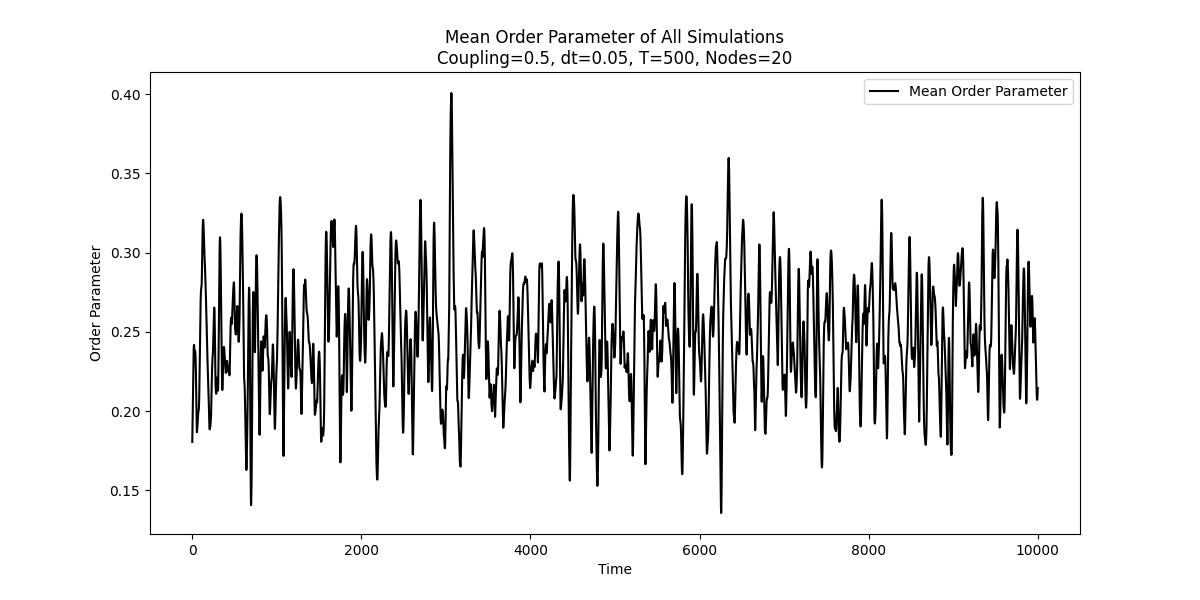 Mean Order Parameter of All Simulations
Coupling=0.5, dt=0.05, T=500, Nodes=20
Mean Order Parameter
0.40
0.35
0.30
0.25
0.20
0.15
Order Parameter
0 2000 4000 6000 8000 10000
Time